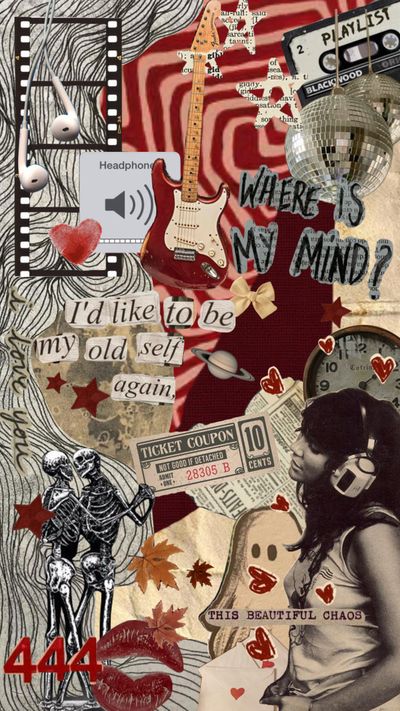 2 PLAYLIST
BLACKWOOD
Headphone
WHERE IS
MY MIND?
I'd like to be
my old self
again,
i love you
TICKET COUPON
NOT GOOD IF DETACHED
ADMIT
ONE
28305 B
10
CENTS
THIS BEAUTIFUL CHAOS
444